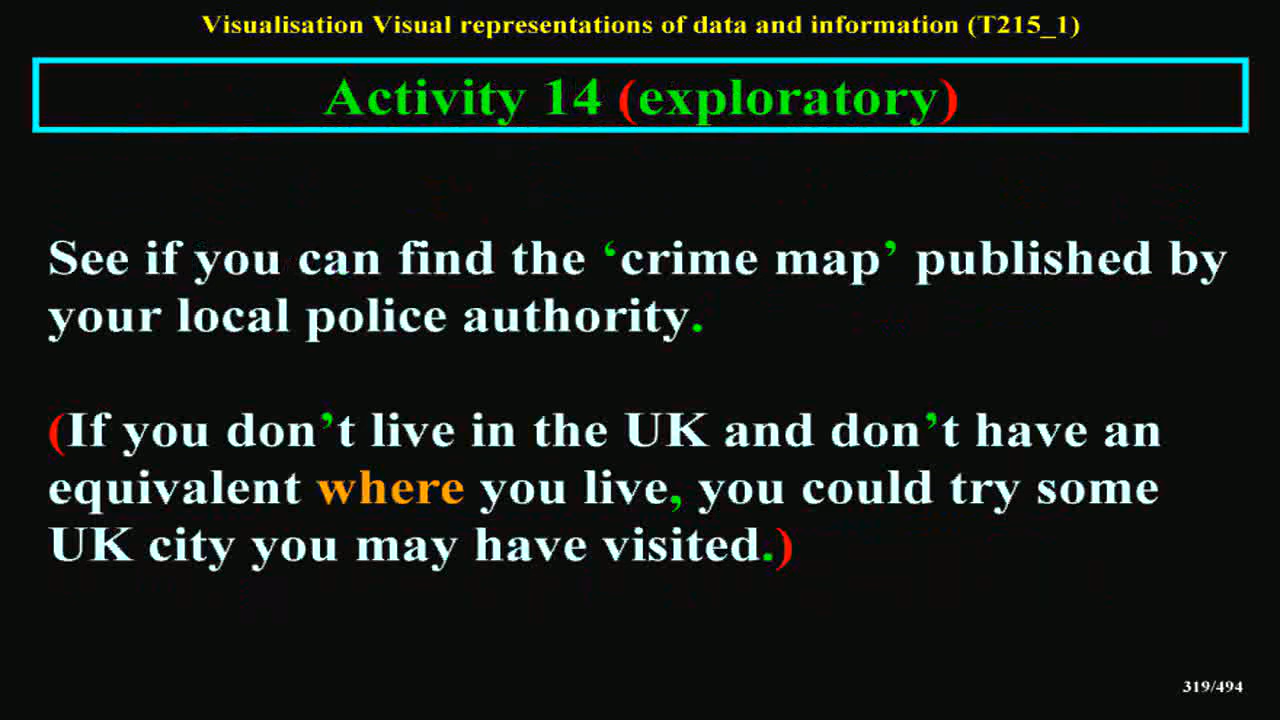 Visualisation Visual representations of data and information (T215_1)
Activity 14 (exploratory)
See if you can find the ‘crime map’ published by
your local police authority.
(If you don’t live in the UK and don’t have an
equivalent where you live, you could try some
UK city you may have visited.)
319/494